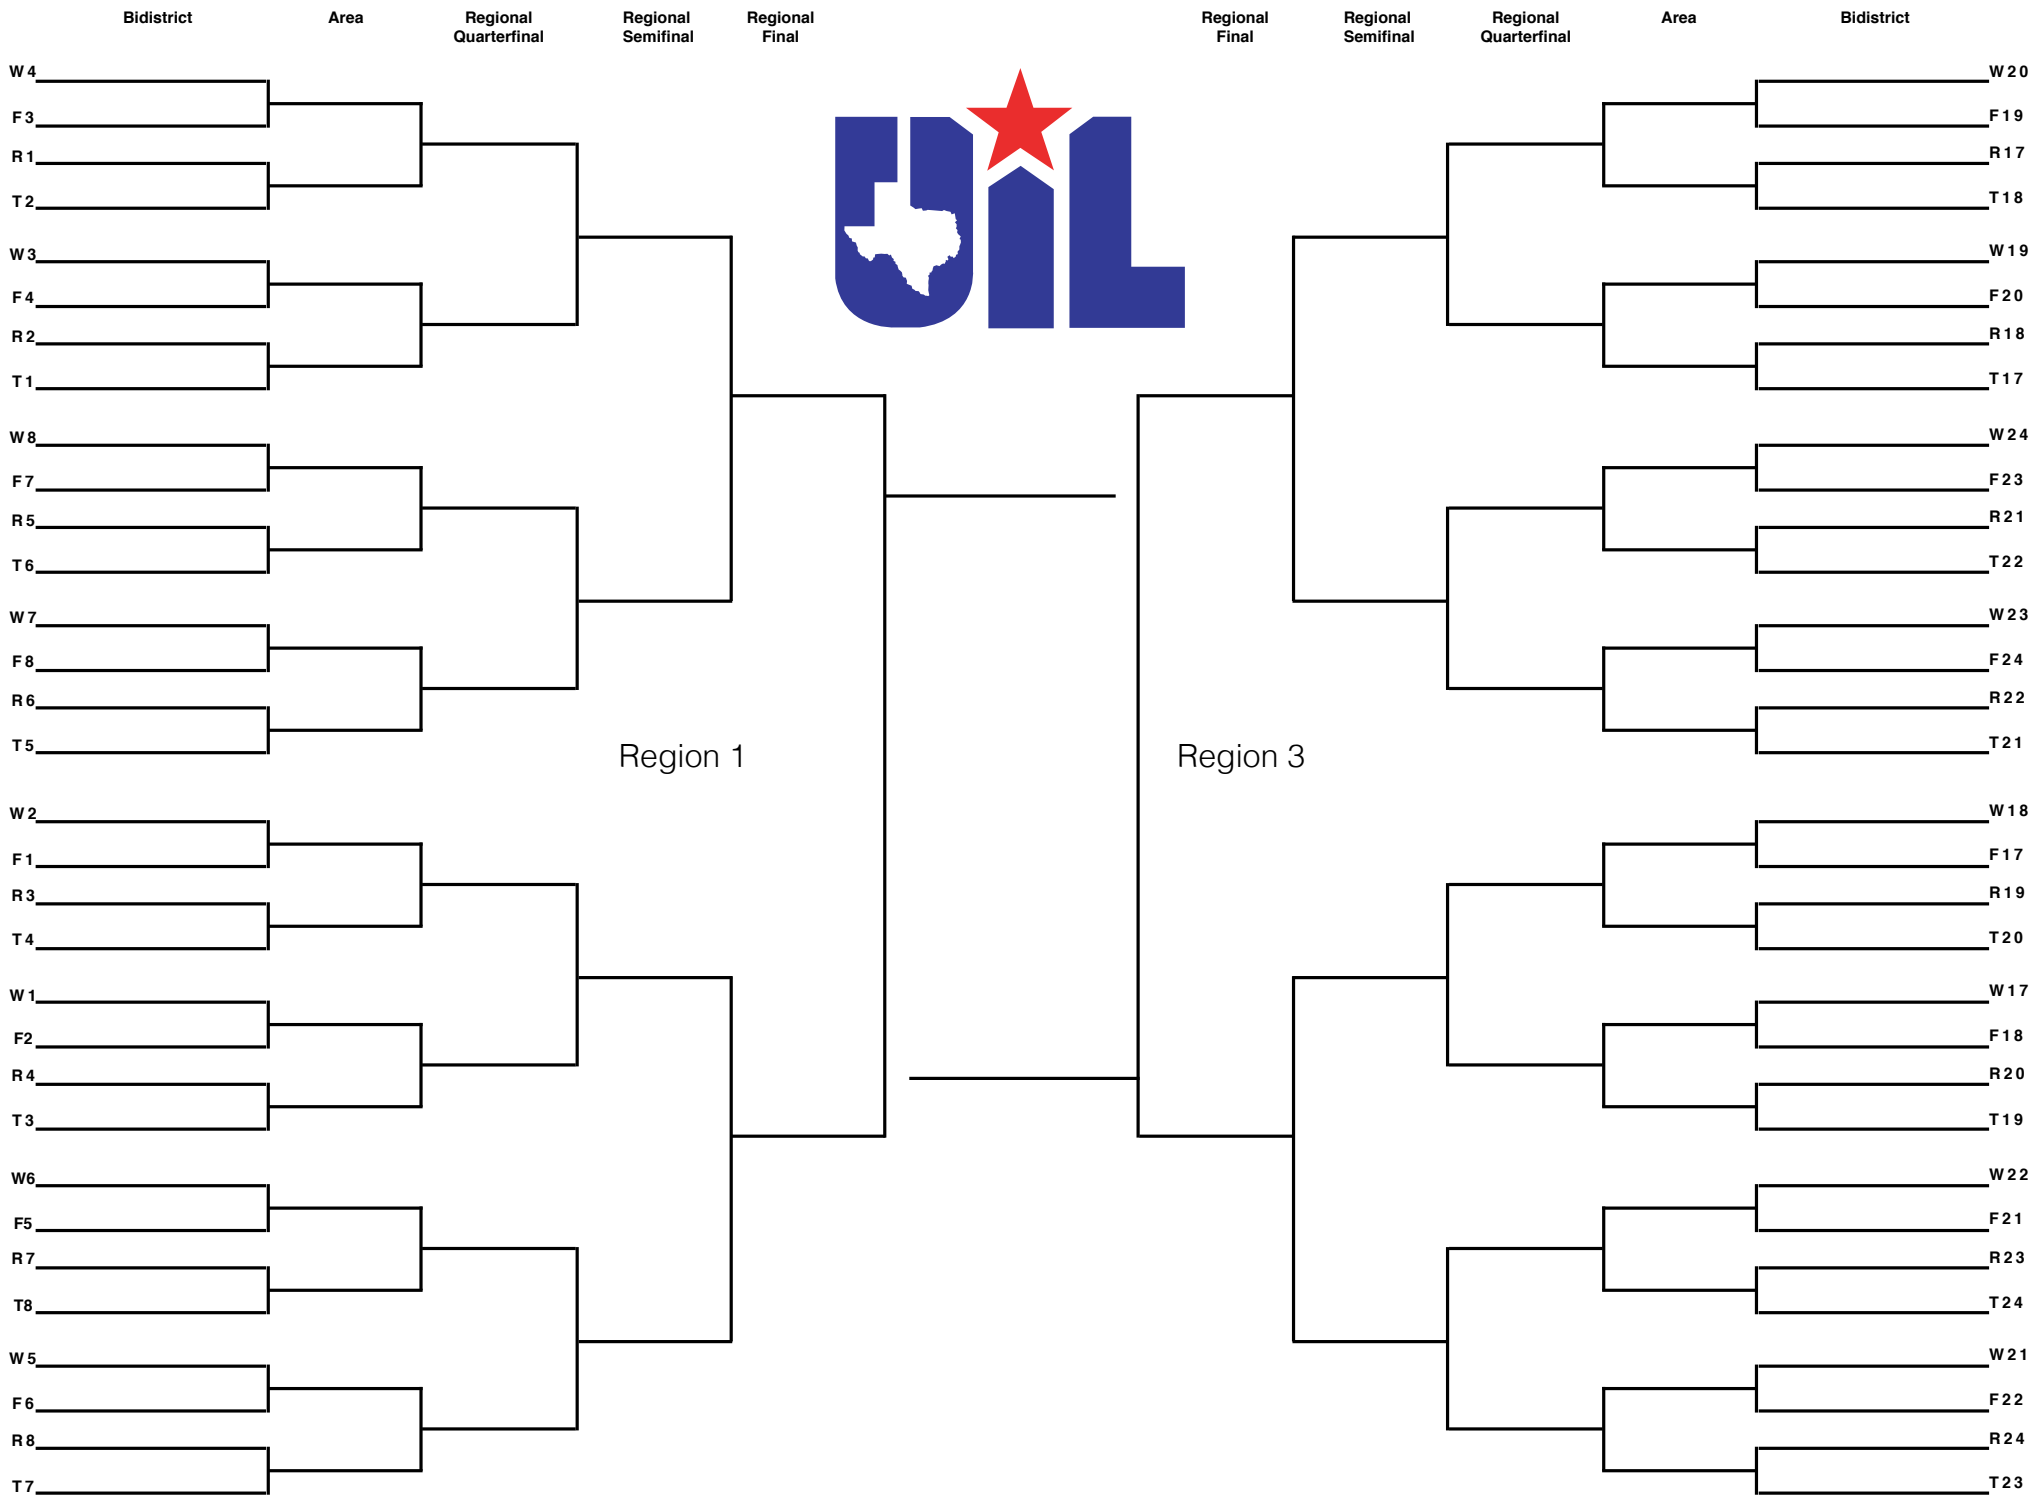 Bidistrict Area Regional Quarterfinal Regional Semifinal Regional Final Regional Final Regional Semifinal Regional Quarterfinal Area Bidistrict
UIL
W 4 W 20
F 3 F 19
R 1 R 17
T 2 T 18
W 3 W 19
F 4 F 20
R 2 R 18
T 1 T 17
W 8 W 24
F 7 F 23
R 5 R 21
T 6 T 22
W 7 W 23
F 8 F 24
R 6 R 22
T 5 T 21
Region 1 Region 3
W 2 W 18
F 1 F 17
R 3 R 19
T 4 T 20
W 1 W 17
F2 F 18
R 4 R 20
T 3 T 19
W6 W 22
F5 F 21
R 7 R 23
T8 T 24
W 5 W 21
F 6 F 22
R 8 R 24
T 7 T 23